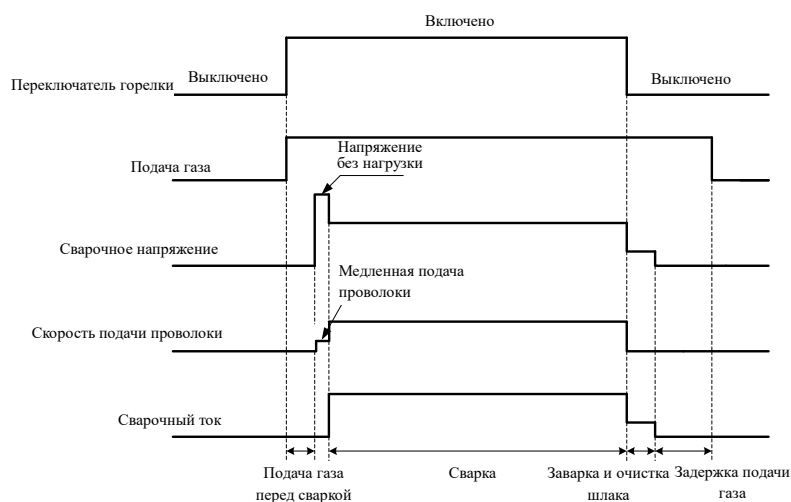 Включено
Выключено
Выключено
Переключатель горелки
Напряжение
без нагрузки
Подача газа
Сварочное напряжение
Медленная подача
проволоки
Скорость подачи проволоки
Сварочный ток
Подача газа
перед сваркой
Сварка
Заварка и очистка
шлака
Задержка подачи
газа